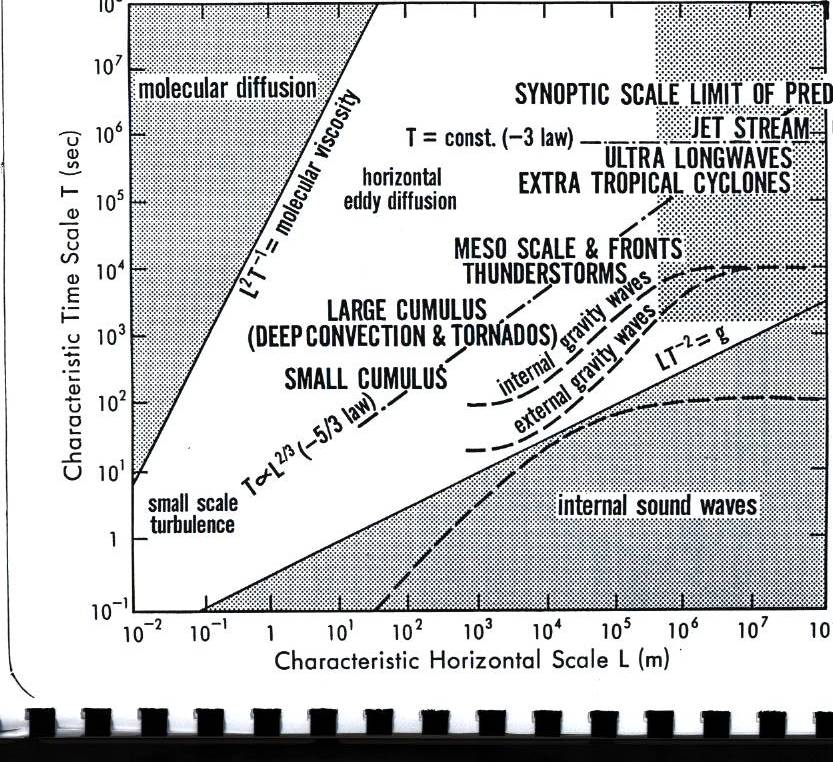 10⁸
molecular diffusion
SYNOPTIC SCALE LIMIT OF PRED
10⁷
L²T⁻¹ = molecular viscosity
T = const. (-3 law)
JET STREAM
10⁶
ULTRA LONGWAVES
horizontal
eddy diffusion
EXTRA TROPICAL CYCLONES
10⁵
MESO SCALE & FRONTS
THUNDERSTORMS
10⁴
LARGE CUMULUS
(DEEP CONVECTION & TORNADOS)
10³
internal gravity waves
external gravity waves
LT⁻² = g
SMALL CUMULUS
10²
T∝L²/³ (-5/3 law)
10¹
small scale
turbulence
internal sound waves
1
10⁻¹
Characteristic Time Scale T (sec)
10⁻² 10⁻¹ 1 10¹ 10² 10³ 10⁴ 10⁵ 10⁶ 10⁷ 10
Characteristic Horizontal Scale L (m)